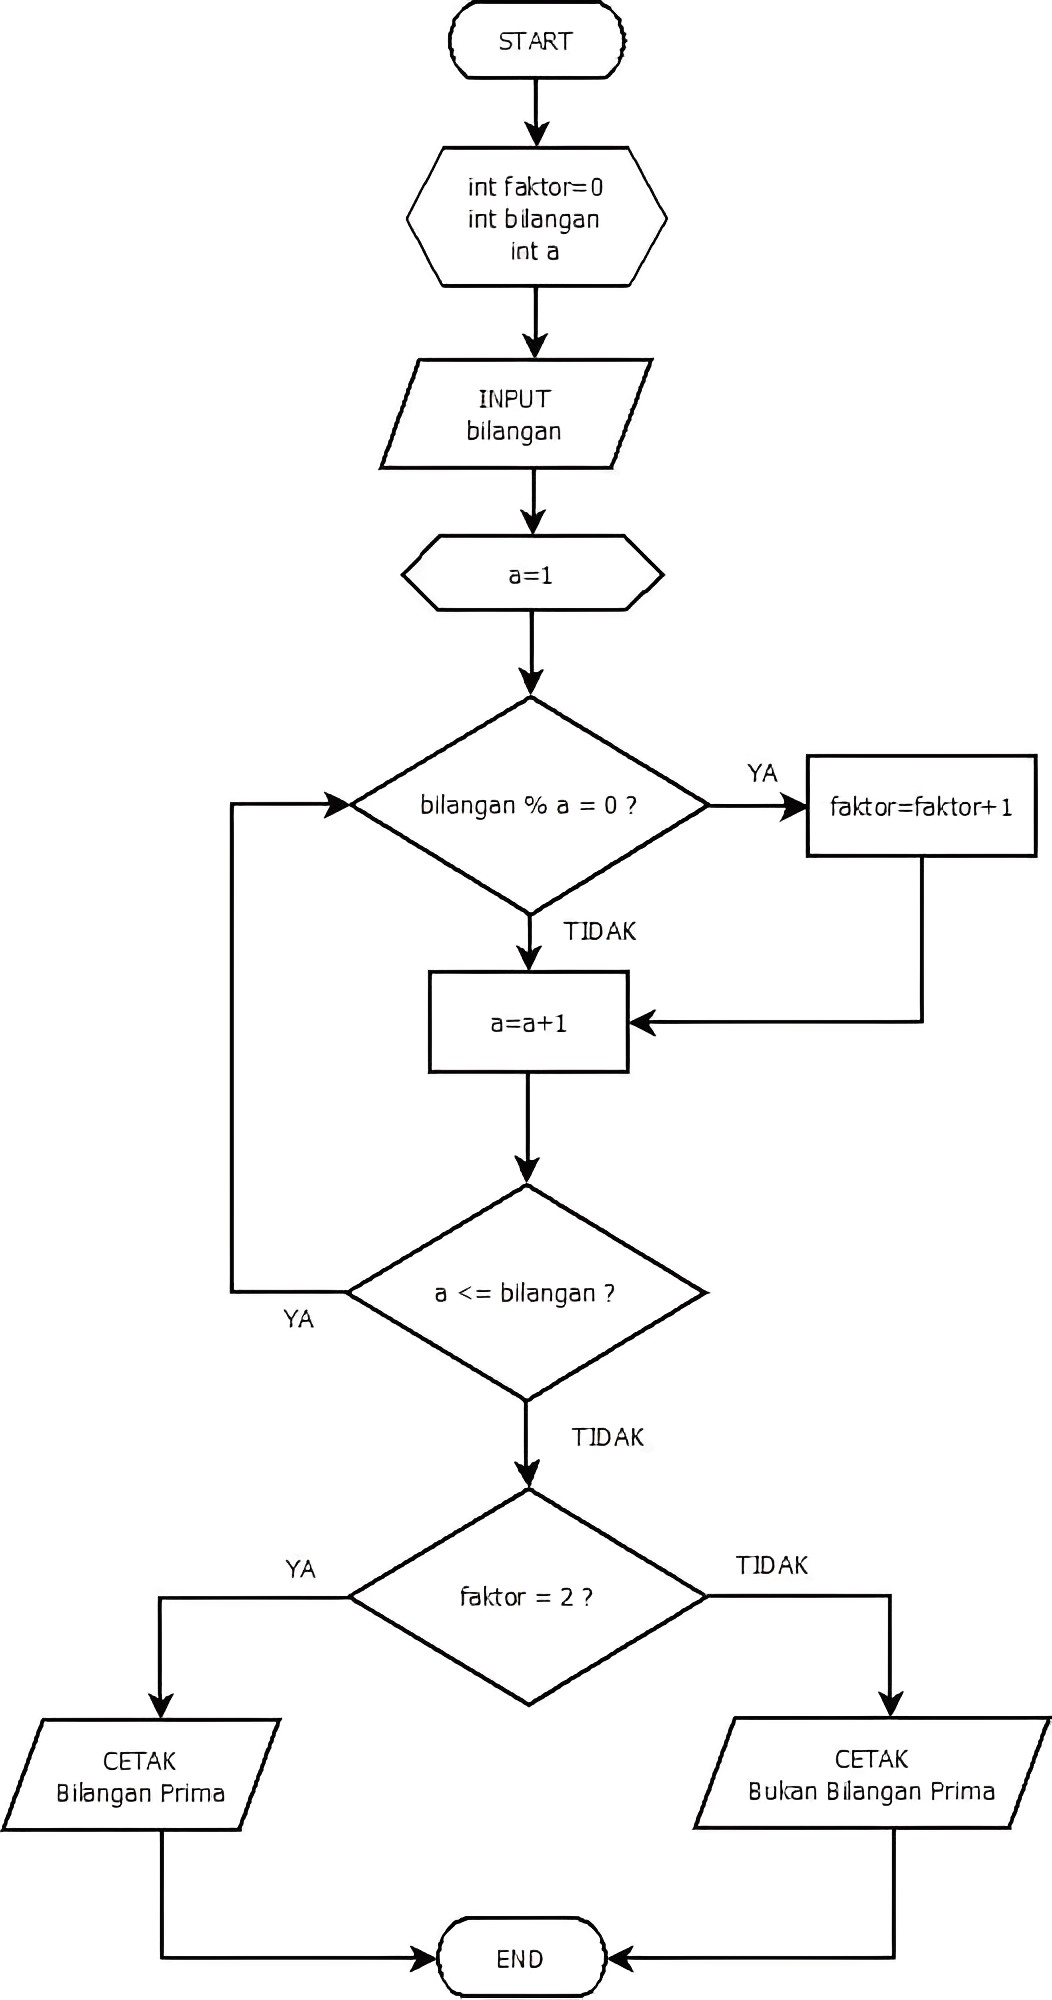 START
int faktor=0
int bilangan
int a
INPUT
bilangan
a=1
bilangan % a = 0 ?
YA
faktor=faktor+1
TIDAK
a=a+1
a <= bilangan ?
YA
TIDAK
faktor = 2 ?
YA
TIDAK
CETAK
Bilangan Prima
CETAK
Bukan Bilangan Prima
END